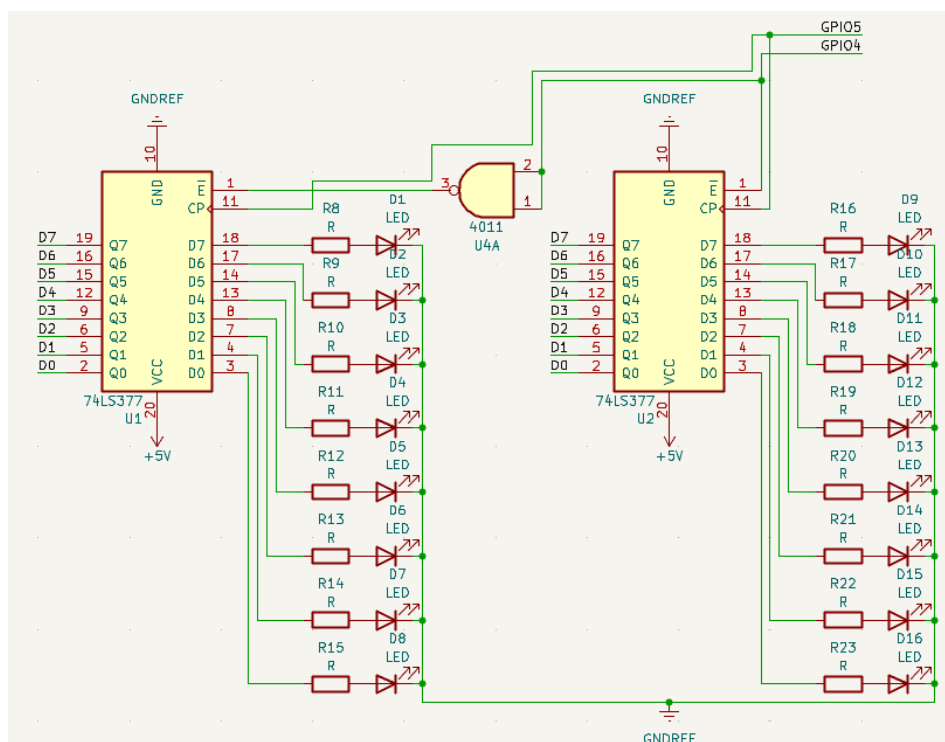 GPIO5
GPIO4
GNDREF
10
GND
E 1
CP 11
D7 19 Q7 D7 18
D6 16 Q6 D6 17
D5 15 Q5 D5 14
D4 12 Q4 D4 13
D3 9 Q3 D3 8
D2 6 Q2 D2 7
D1 5 Q1 D1 4
D0 2 Q0 D0 3
VCC
20
74LS377
U1
+5V
3 2
1
4011
U4A
R8
R
D1
LED
R9
R
D2
LED
R10
R
D3
LED
R11
R
D4
LED
R12
R
D5
LED
R13
R
D6
LED
R14
R
D7
LED
R15
R
D8
LED
GNDREF
10
GND
E 1
CP 11
D7 19 Q7 D7 18
D6 16 Q6 D6 17
D5 15 Q5 D5 14
D4 12 Q4 D4 13
D3 9 Q3 D3 8
D2 6 Q2 D2 7
D1 5 Q1 D1 4
D0 2 Q0 D0 3
VCC
20
74LS377
U2
+5V
R16
R
D9
LED
R17
R
D10
LED
R18
R
D11
LED
R19
R
D12
LED
R20
R
D13
LED
R21
R
D14
LED
R22
R
D15
LED
R23
R
D16
LED
GNDREF